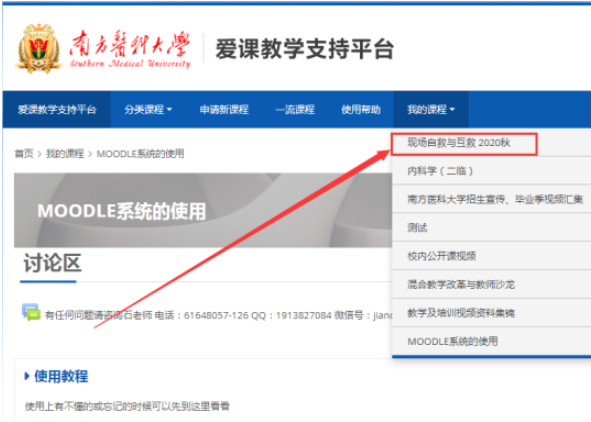 南方医科大学
Southern Medical University
爱课教学支持平台
爱课教学支持平台 分类课程 申请新课程 一流课程 使用帮助 我的课程
现场自救与互救 2020秋
内科学（二临）
南方医科大学招生宣传、毕业季视频汇集
测试
校内公开课视频
混合教学改革与教师沙龙
教学及培训视频资料集锦
MOODLE系统的使用
首页 > 我的课程 > MOODLE系统的使用
MOODLE系统的使用
讨论区
有任何问题请咨询石老师 电话：61648057-126 QQ：1913827084 微信号：jianc
使用教程
使用上有不懂的或忘记的时候可以先到这里看看